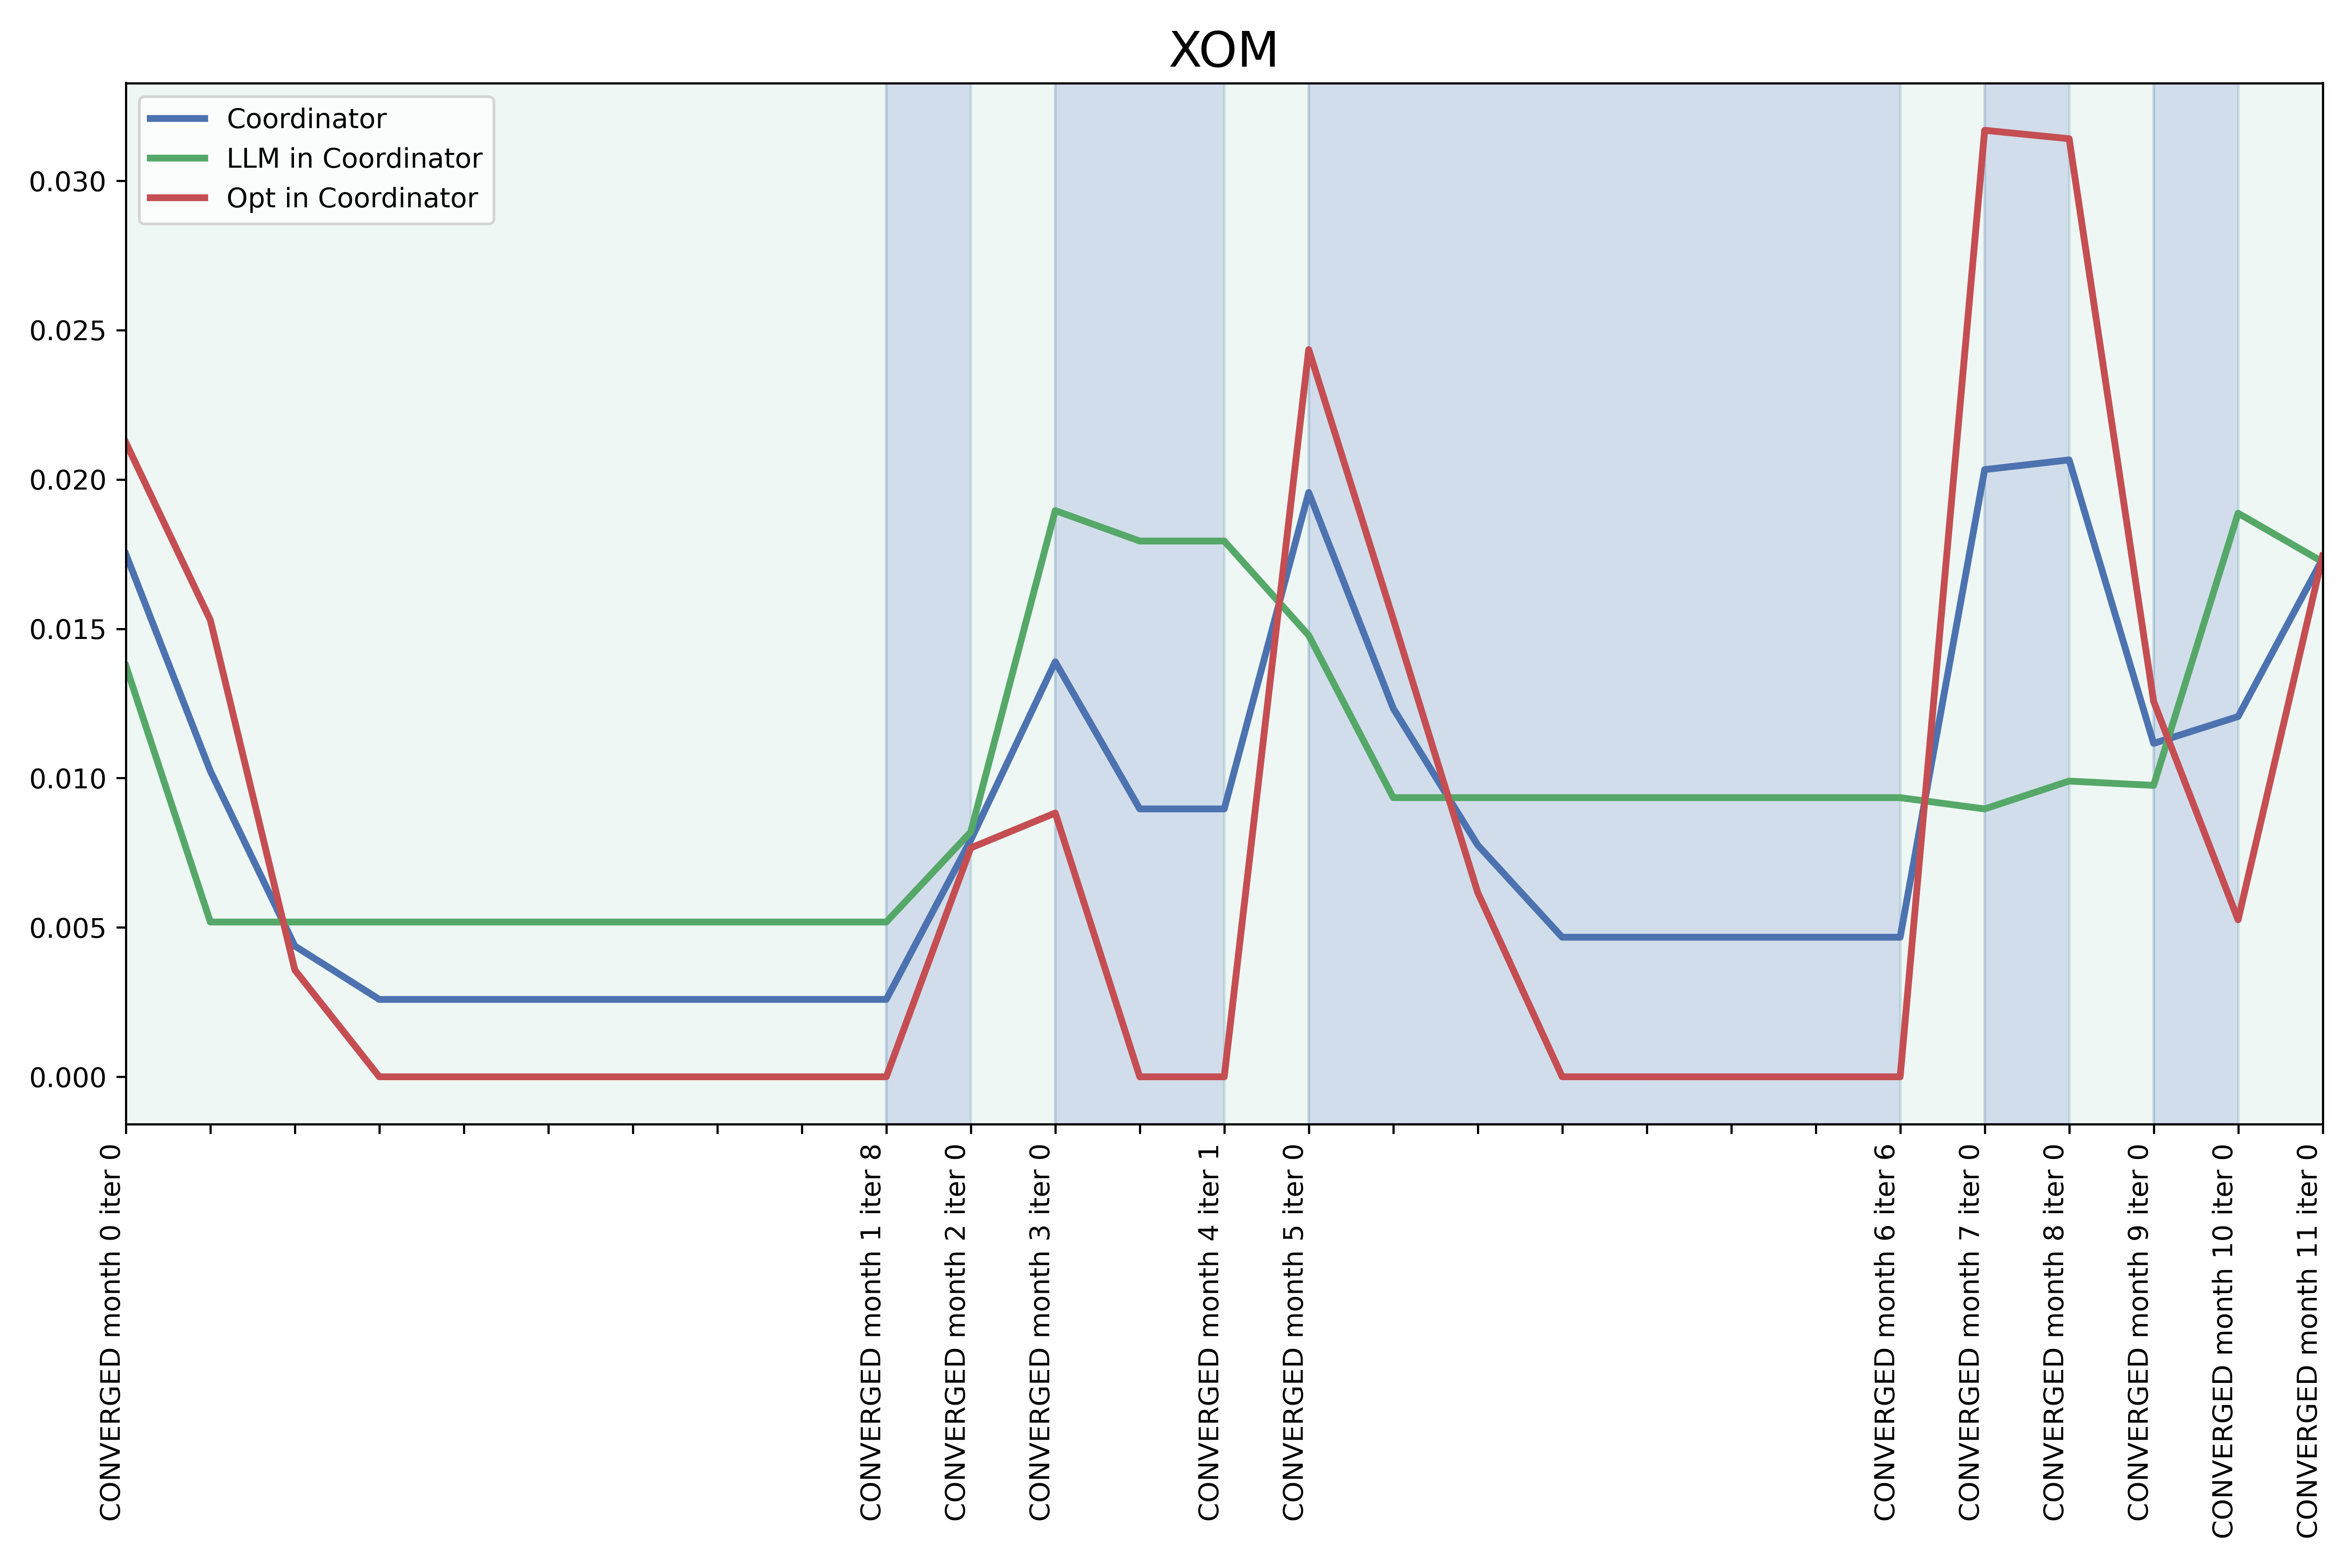 XOM
Coordinator
LLM in Coordinator
Opt in Coordinator
0.030
0.025
0.020
0.015
0.010
0.005
0.000
CONVERGED month 0 iter 0
CONVERGED month 1 iter 8
CONVERGED month 2 iter 0
CONVERGED month 3 iter 0
CONVERGED month 4 iter 1
CONVERGED month 5 iter 0
CONVERGED month 6 iter 6
CONVERGED month 7 iter 0
CONVERGED month 8 iter 0
CONVERGED month 9 iter 0
CONVERGED month 10 iter 0
CONVERGED month 11 iter 0